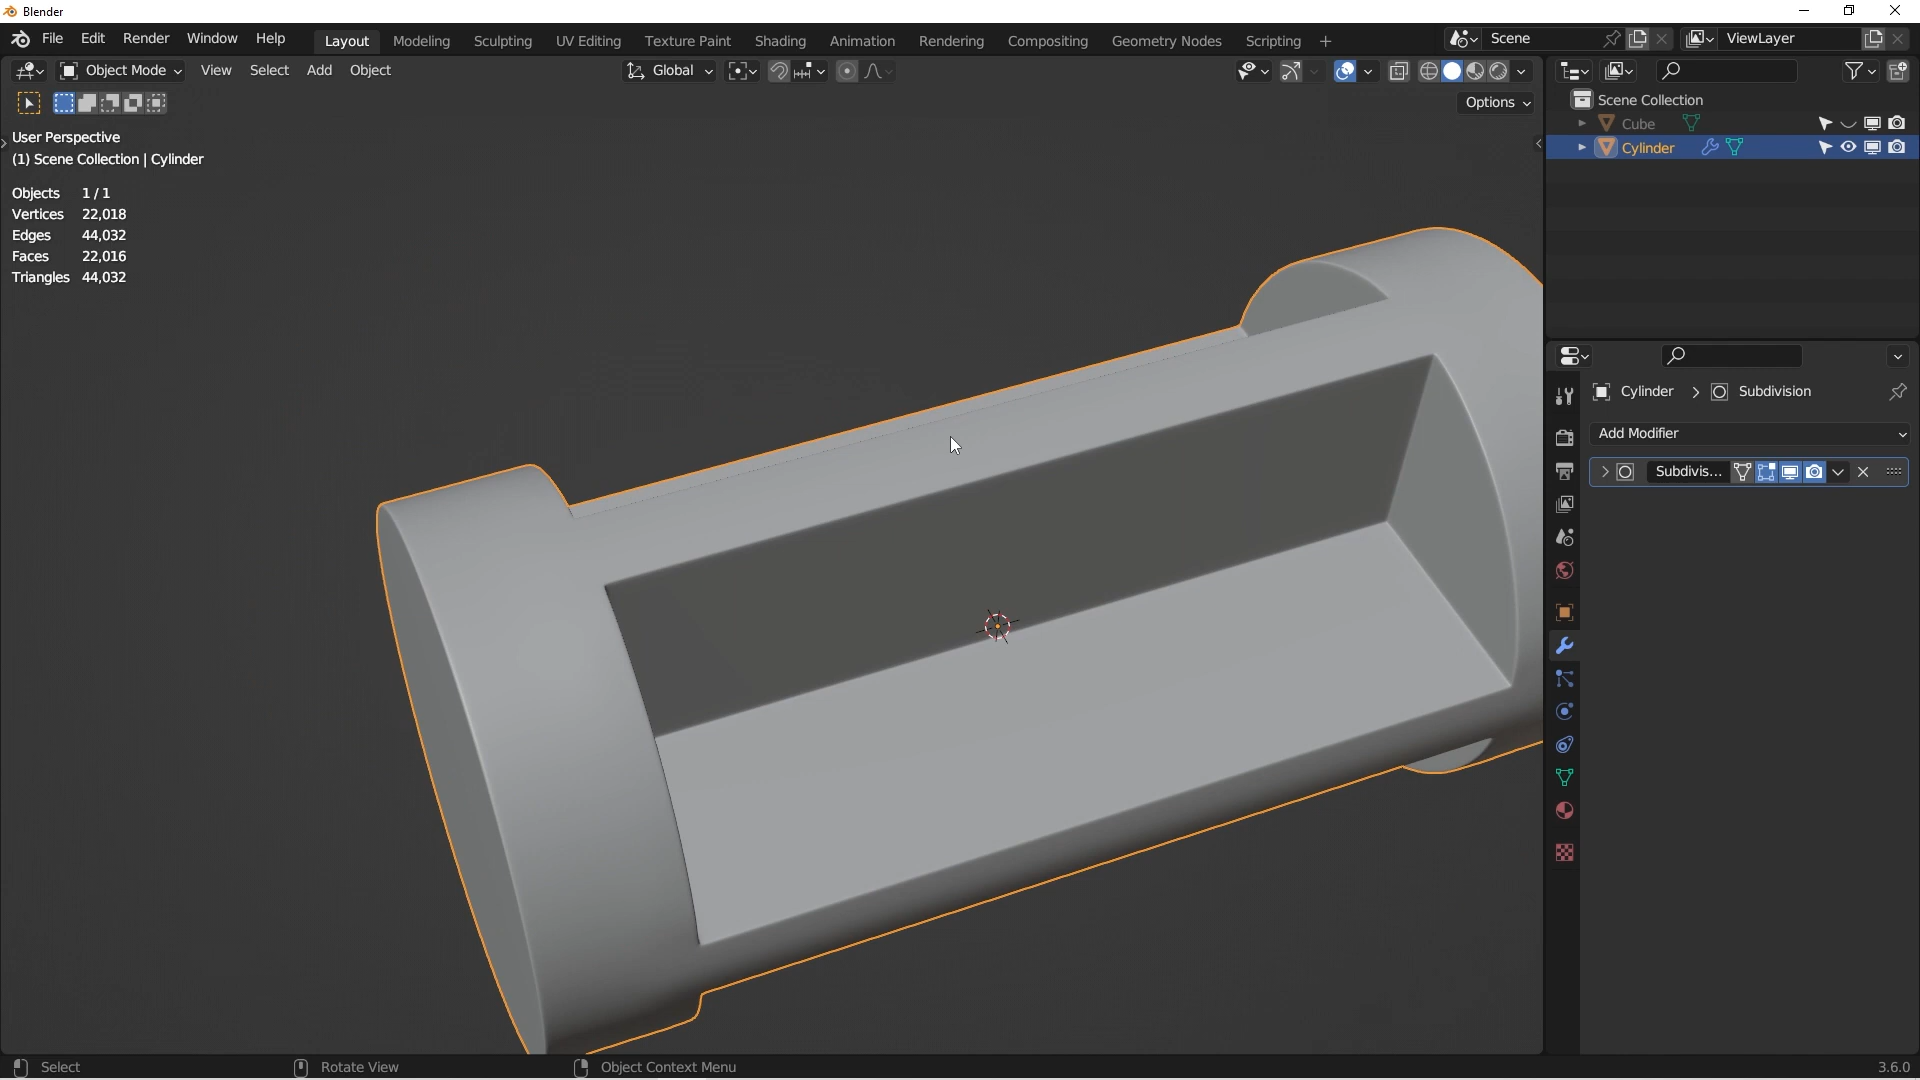 Blender
File Edit Render Window Help Layout Modeling Sculpting UV Editing Texture Paint Shading Animation Rendering Compositing Geometry Nodes Scripting + Scene ViewLayer
Object Mode View Select Add Object Global
Options
User Perspective
(1) Scene Collection | Cylinder
Objects 1 / 1
Vertices 22,018
Edges 44,032
Faces 22,016
Triangles 44,032
Scene Collection
Cube
Cylinder
Cylinder > Subdivision
Add Modifier
Subdivis...
Select Rotate View Object Context Menu 3.6.0